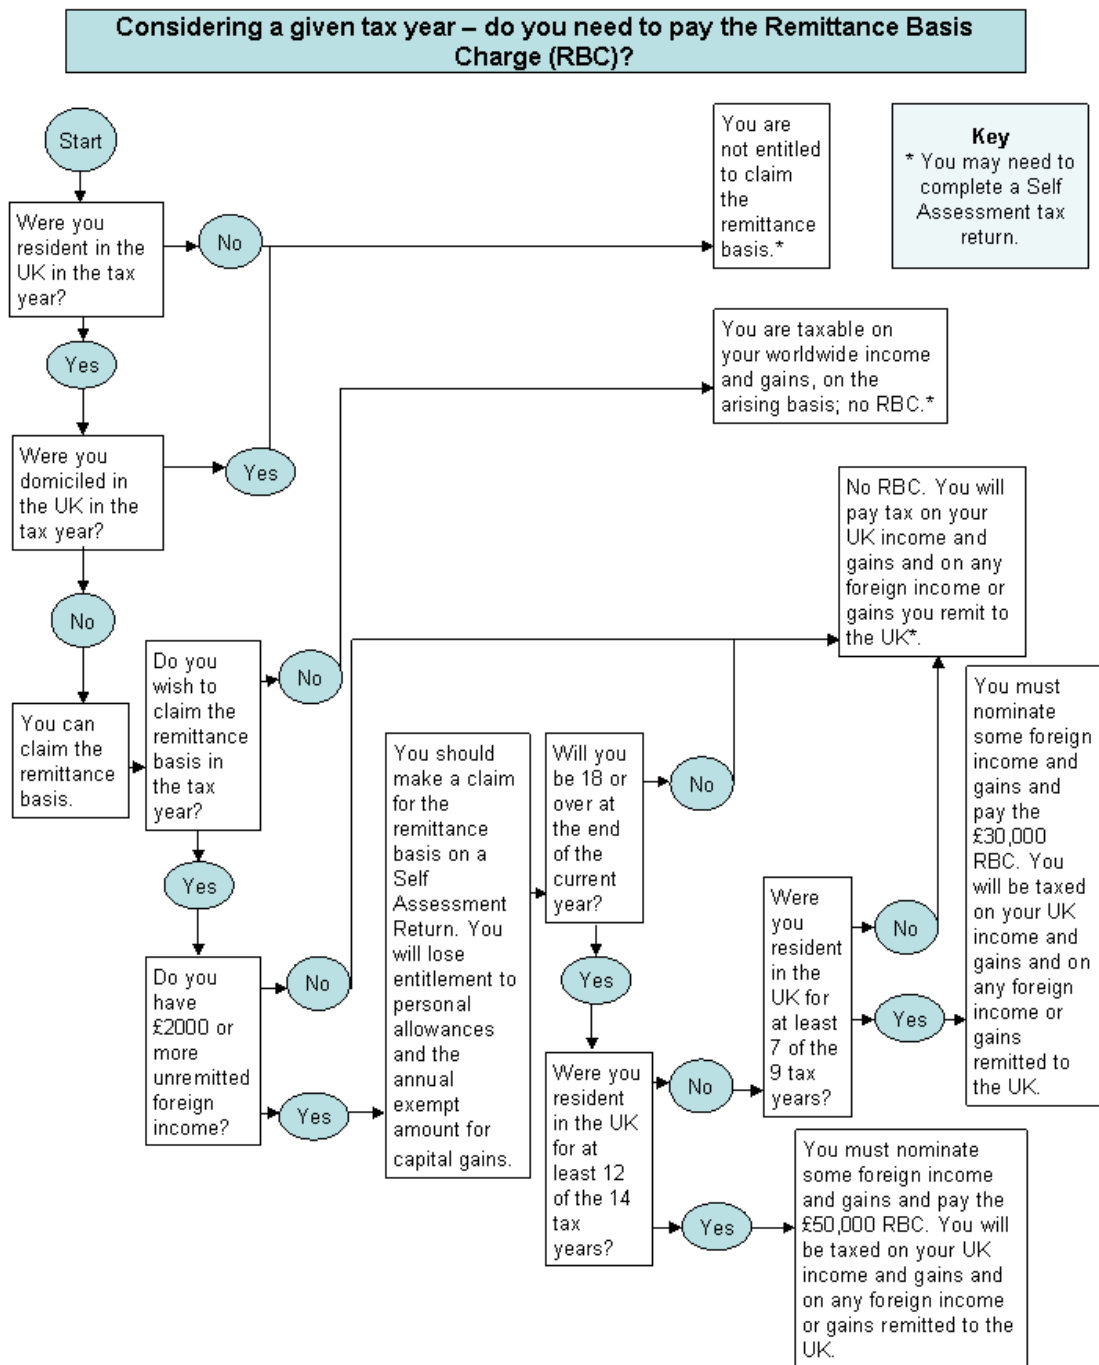 Considering a given tax year – do you need to pay the Remittance Basis
Charge (RBC)?
Start
You are
not entitled
to claim
the
remittance
basis.*
Key
* You may need to
complete a Self
Assessment tax
return.
Were you
resident in the
UK in the tax
year?
No
Yes
You are taxable on
your worldwide income
and gains, on the
arising basis; no RBC.*
Were you
domiciled in
the UK in the
tax year?
Yes
No
No RBC. You will
pay tax on your
UK income and
gains and on any
foreign income or
gains you remit to
the UK*.
You can
claim the
remittance
basis.
Do you
wish to
claim the
remittance
basis in
the tax
year?
No
Yes
Do you
have
£2000 or
more
unremitted
foreign
income?
No
Yes
You should
make a claim
for the
remittance
basis on a
Self
Assessment
Return. You
will lose
entitlement to
personal
allowances
and the
annual
exempt
amount for
capital gains.
Will you
be 18 or
over at
the end
of the
current
year?
No
Yes
Were you
resident
in the UK
for at
least 12
of the 14
tax
years?
No
Yes
Were
you
resident
in the
UK for
at least
7 of the
9 tax
years?
No
Yes
You must
nominate
some foreign
income and
gains and
pay the
£30,000
RBC. You
will be taxed
on your UK
income and
gains and on
any foreign
income or
gains
remitted to
the UK.
You must nominate
some foreign income
and gains and pay the
£50,000 RBC. You will
be taxed on your UK
income and gains and
on any foreign income
or gains remitted to the
UK.